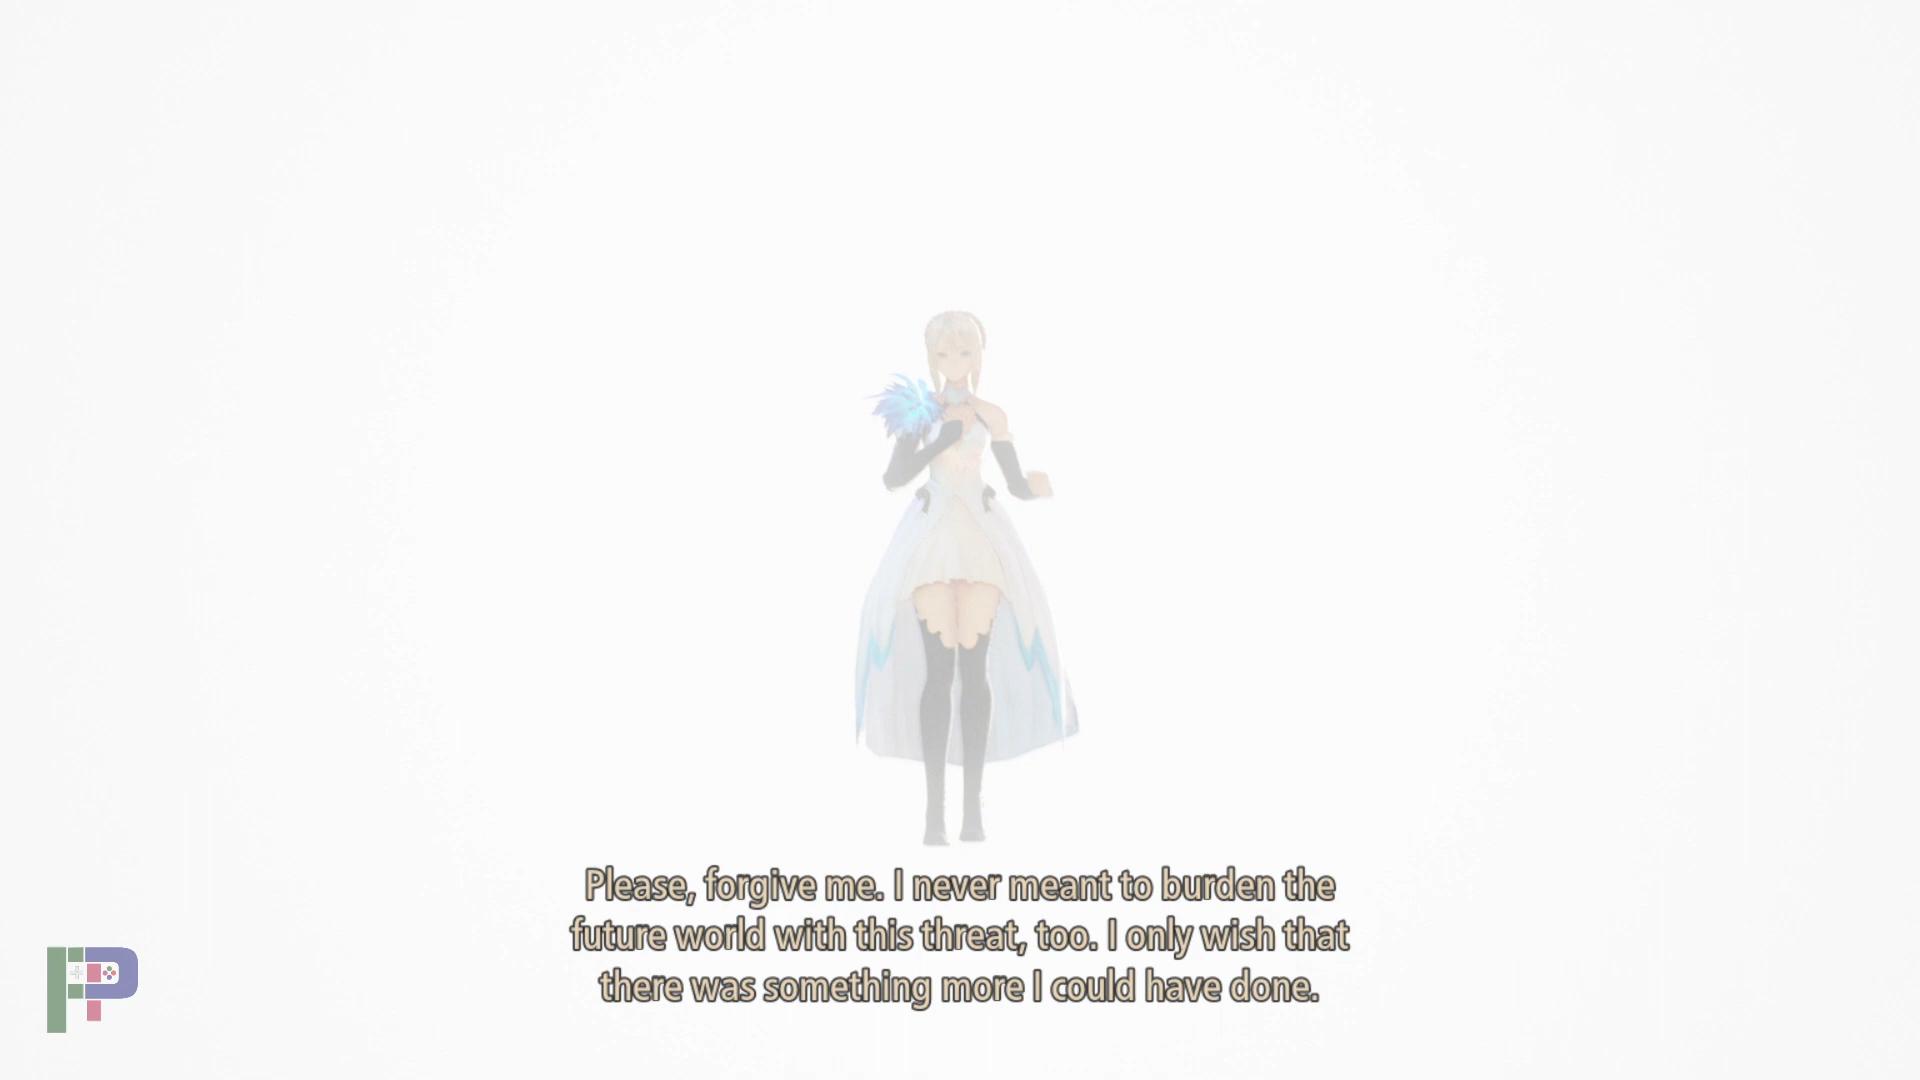 Please, forgive me. I never meant to burden the
future world with this threat, too. I only wish that
there was something more I could have done.